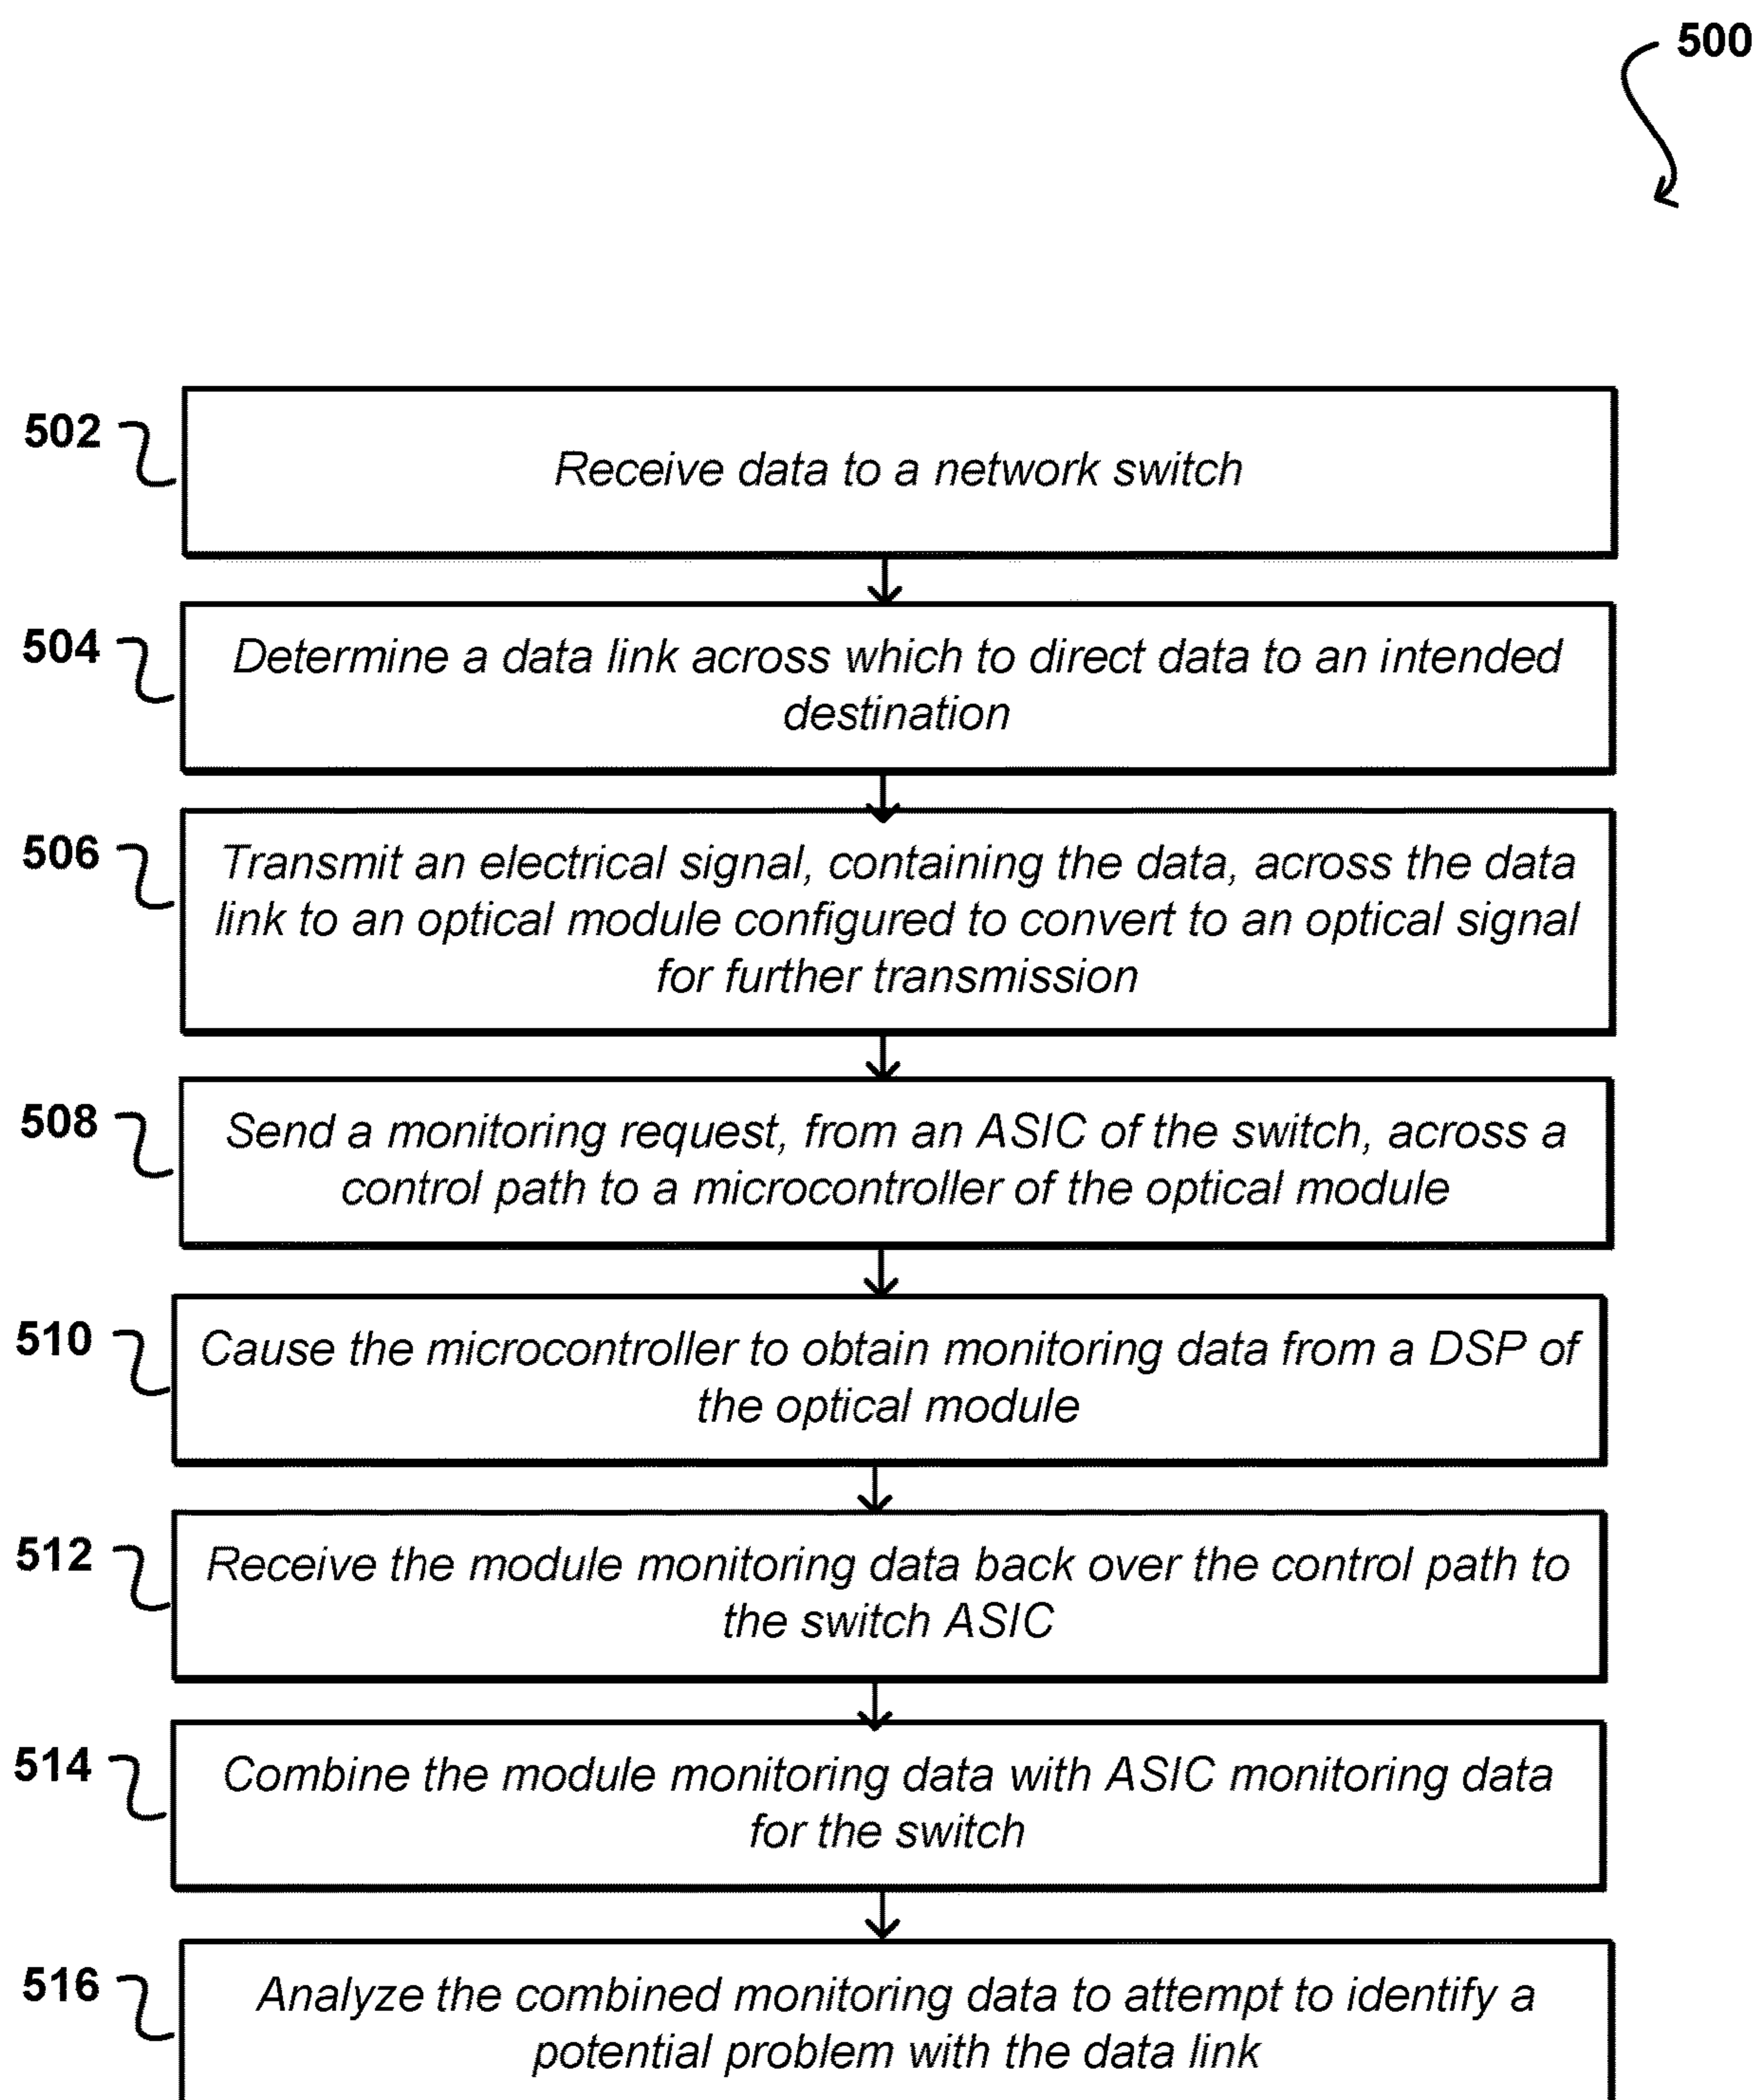 500
502
Receive data to a network switch
504
Determine a data link across which to direct data to an intended
destination
506
Transmit an electrical signal, containing the data, across the data
link to an optical module configured to convert to an optical signal
for further transmission
508
Send a monitoring request, from an ASIC of the switch, across a
control path to a microcontroller of the optical module
510
Cause the microcontroller to obtain monitoring data from a DSP of
the optical module
512
Receive the module monitoring data back over the control path to
the switch ASIC
514
Combine the module monitoring data with ASIC monitoring data
for the switch
516
Analyze the combined monitoring data to attempt to identify a
potential problem with the data link